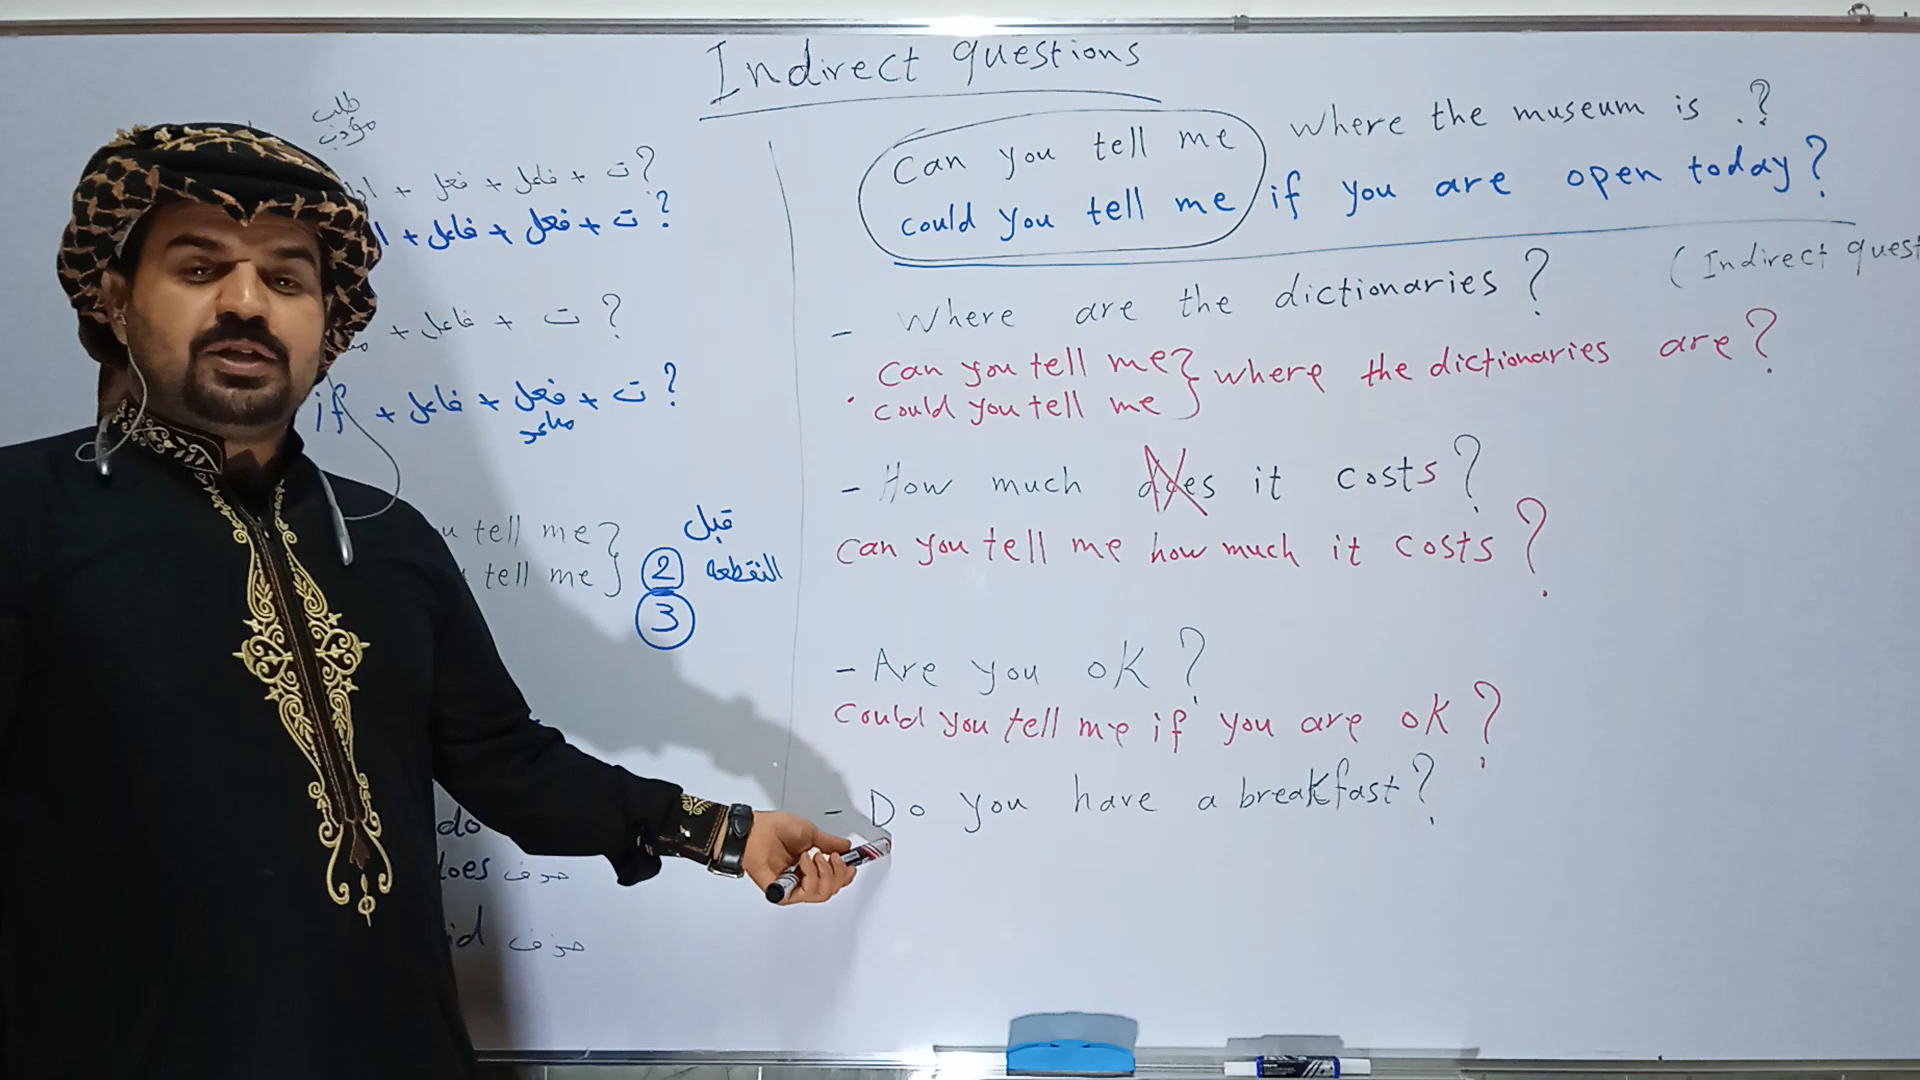 Indirect questions
طلب
مؤدب
ت + فاعل + فعل + ?
+ فاعل + فعل + ت ?
+ فاعل + ت ?
if + فاعل + فعل + ت ?
مساعد
u tell me }
tell me }
قبل
النقطه
2
3
do
does حذف
id حذف
Can you tell me where the museum is .?
could you tell me if you are open today?
(Indirect quest
- Where are the dictionaries?
Can you tell me } where the dictionaries are?
. could you tell me }
- How much does it costs?
Can you tell me how much it costs?
- Are you ok?
Could you tell me if you are ok?
- Do you have a breakfast?